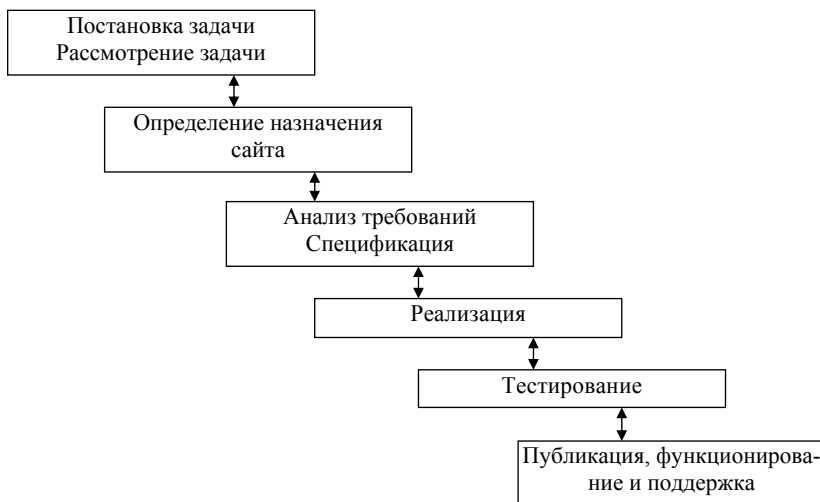 Постановка задачи
Рассмотрение задачи
Определение назначения
сайта
Анализ требований
Спецификация
Реализация
Тестирование
Публикация, функционирова-
ние и поддержка